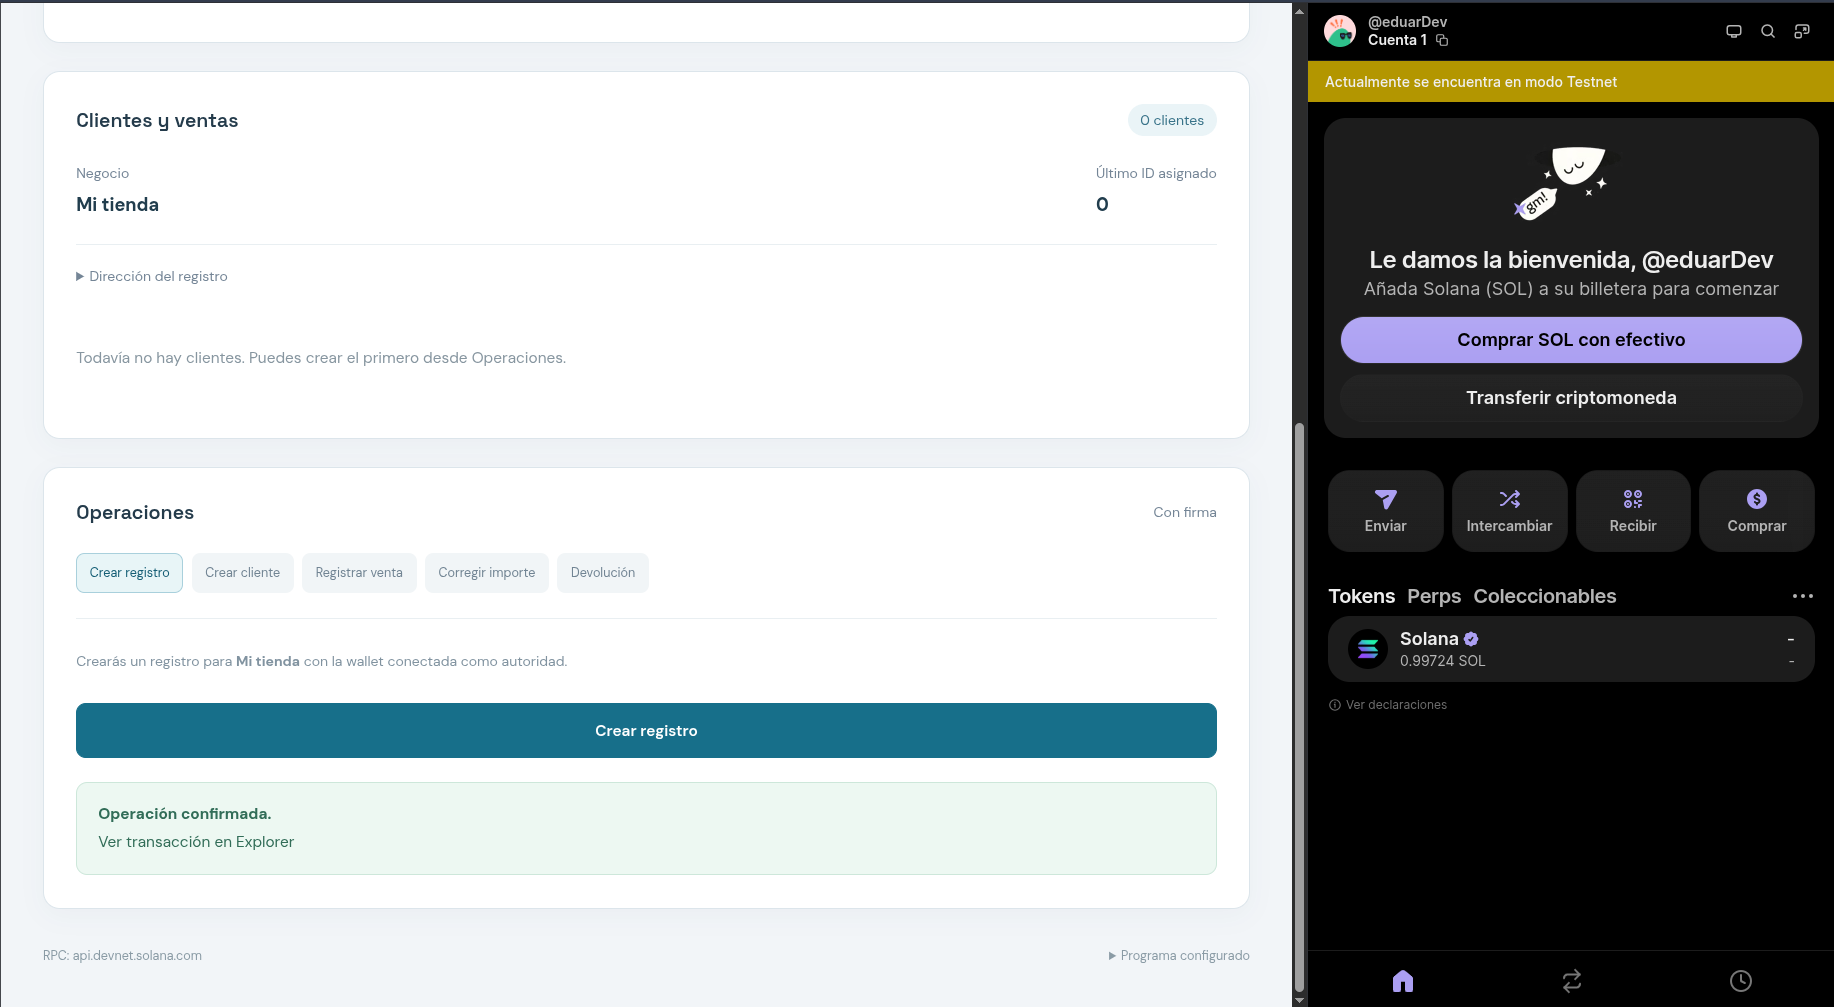 Clientes y ventas
0 clientes
Negocio
Último ID asignado
Mi tienda
0
Dirección del registro
Todavía no hay clientes. Puedes crear el primero desde Operaciones.
Operaciones
Con firma
Crear registro
Crear cliente
Registrar venta
Corregir importe
Devolución
Crearás un registro para Mi tienda con la wallet conectada como autoridad.
Crear registro
Operación confirmada.
Ver transacción en Explorer
RPC: api.devnet.solana.com
Programa configurado
@eduarDev
Cuenta 1
Actualmente se encuentra en modo Testnet
gm!
Le damos la bienvenida, @eduarDev
Añada Solana (SOL) a su billetera para comenzar
Comprar SOL con efectivo
Transferir criptomoneda
Enviar
Intercambiar
Recibir
Comprar
Tokens Perps Coleccionables
Solana
-
0.99724 SOL
-
Ver declaraciones